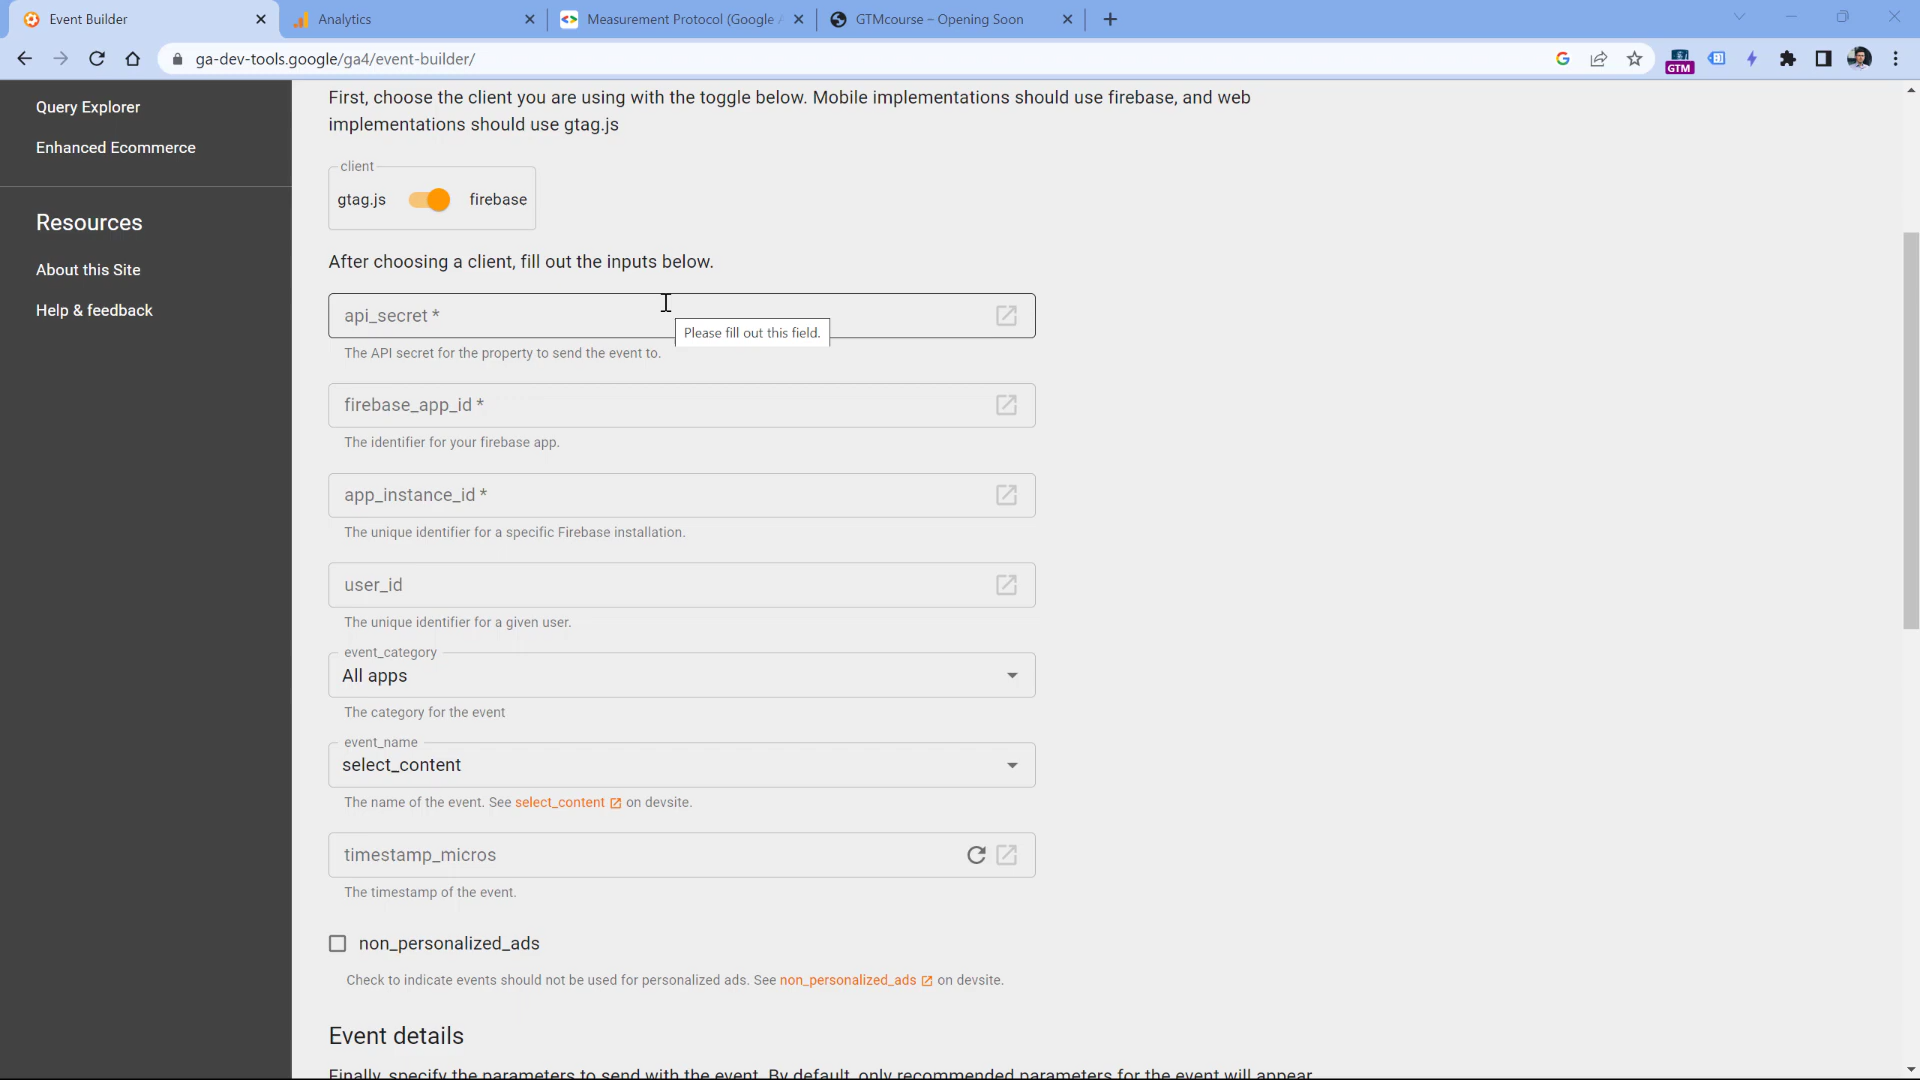 Event Builder
Analytics
Measurement Protocol (Google
GTMcourse – Opening Soon
ga-dev-tools.google/ga4/event-builder/
GTM
Query Explorer
Enhanced Ecommerce
Resources
About this Site
Help & feedback
First, choose the client you are using with the toggle below. Mobile implementations should use firebase, and web
implementations should use gtag.js
client
gtag.js firebase
After choosing a client, fill out the inputs below.
api_secret *
Please fill out this field.
The API secret for the property to send the event to.
firebase_app_id *
The identifier for your firebase app.
app_instance_id *
The unique identifier for a specific Firebase installation.
user_id
The unique identifier for a given user.
event_category
All apps
The category for the event
event_name
select_content
The name of the event. See select_content on devsite.
timestamp_micros
The timestamp of the event.
non_personalized_ads
Check to indicate events should not be used for personalized ads. See non_personalized_ads on devsite.
Event details
Finally, specify the parameters to send with the event. By default, only recommended parameters for the event will appear